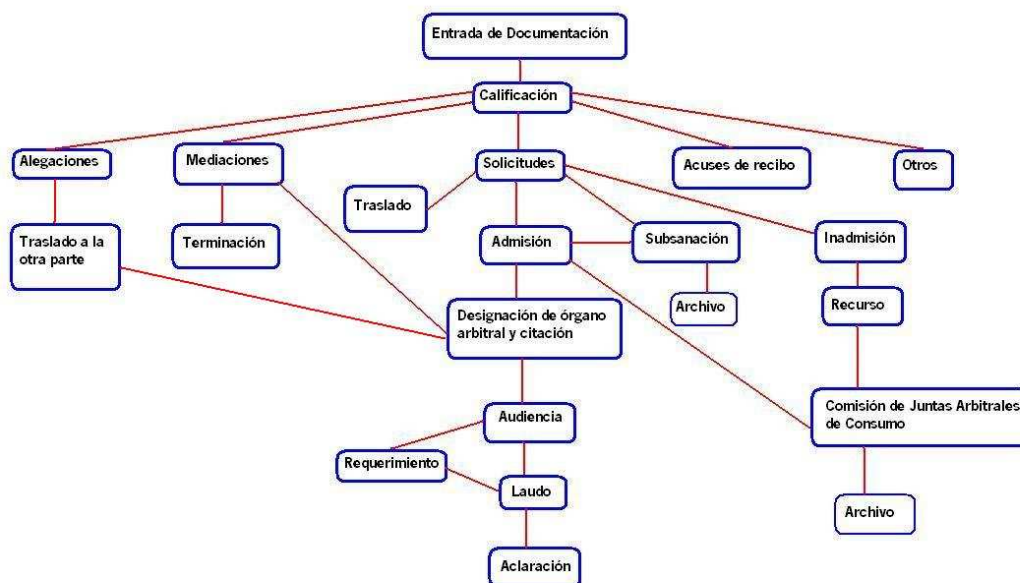 Entrada de Documentación
Calificación
Alegaciones
Mediaciones
Solicitudes
Acuses de recibo
Otros
Traslado
Traslado a la
otra parte
Terminación
Admisión
Subsanación
Inadmisión
Archivo
Recurso
Designación de órgano
arbitral y citación
Audiencia
Comisión de Juntas Arbitrales
de Consumo
Requerimiento
Laudo
Archivo
Aclaración